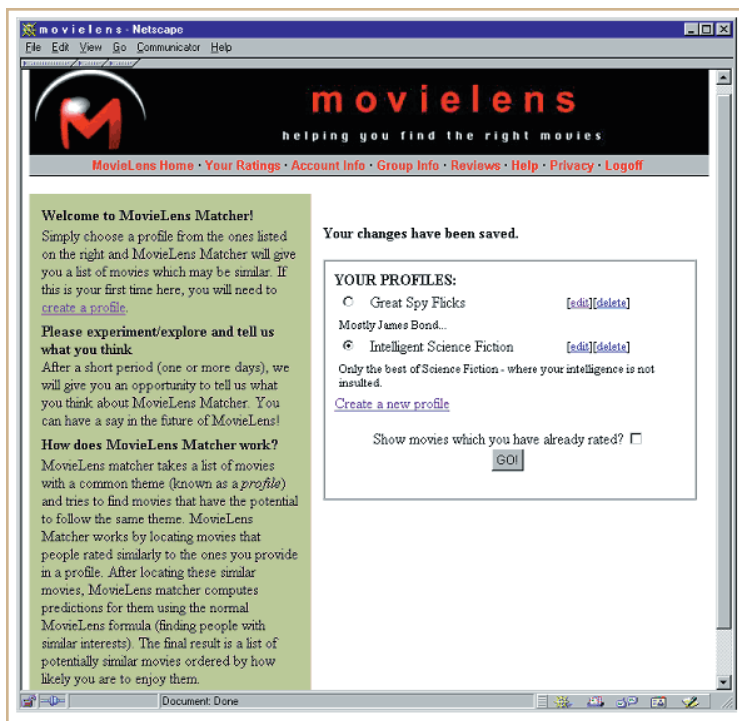 movielens - Netscape
File Edit View Go Communicator Help
movielens
helping you find the right movies
MovieLens Home · Your Ratings · Account Info · Group Info · Reviews · Help · Privacy · Logoff
Welcome to MovieLens Matcher!
Simply choose a profile from the ones listed
on the right and MovieLens Matcher will give
you a list of movies which may be similar. If
this is your first time here, you will need to
create a profile.
Please experiment/explore and tell us
what you think
After a short period (one or more days), we
will give you an opportunity to tell us what
you think about MovieLens Matcher. You
can have a say in the future of MovieLens!
How does MovieLens Matcher work?
MovieLens matcher takes a list of movies
with a common theme (known as a profile)
and tries to find movies that have the potential
to follow the same theme. MovieLens
Matcher works by locating movies that
people rated similarly to the ones you provide
in a profile. After locating these similar
movies, MovieLens matcher computes
predictions for them using the normal
MovieLens formula (finding people with
similar interests). The final result is a list of
potentially similar movies ordered by how
likely you are to enjoy them.
Your changes have been saved.
YOUR PROFILES:
Great Spy Flicks [edit][delete]
Mostly James Bond...
Intelligent Science Fiction [edit][delete]
Only the best of Science Fiction - where your intelligence is not
insulted.
Create a new profile
Show movies which you have already rated?
GO!
Document: Done